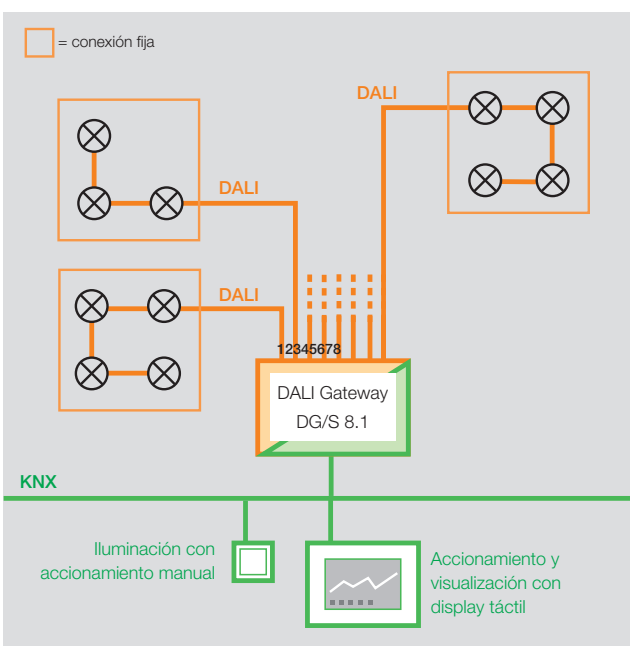 = conexión fija
DALI
DALI
DALI
12345678
DALI Gateway
DG/S 8.1
KNX
Iluminación con
accionamiento manual
Accionamiento y
visualización con
display táctil